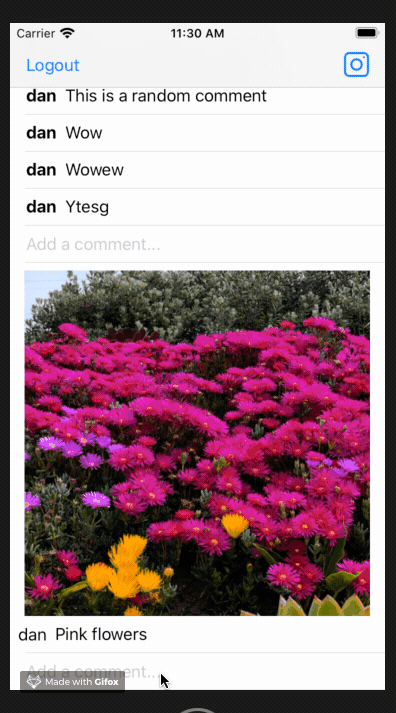 Carrier 11:30 AM
Logout
dan This is a random comment
dan Wow
dan Wowew
dan Ytesg
Add a comment...
dan Pink flowers
Add a comment...
Made with Gifox